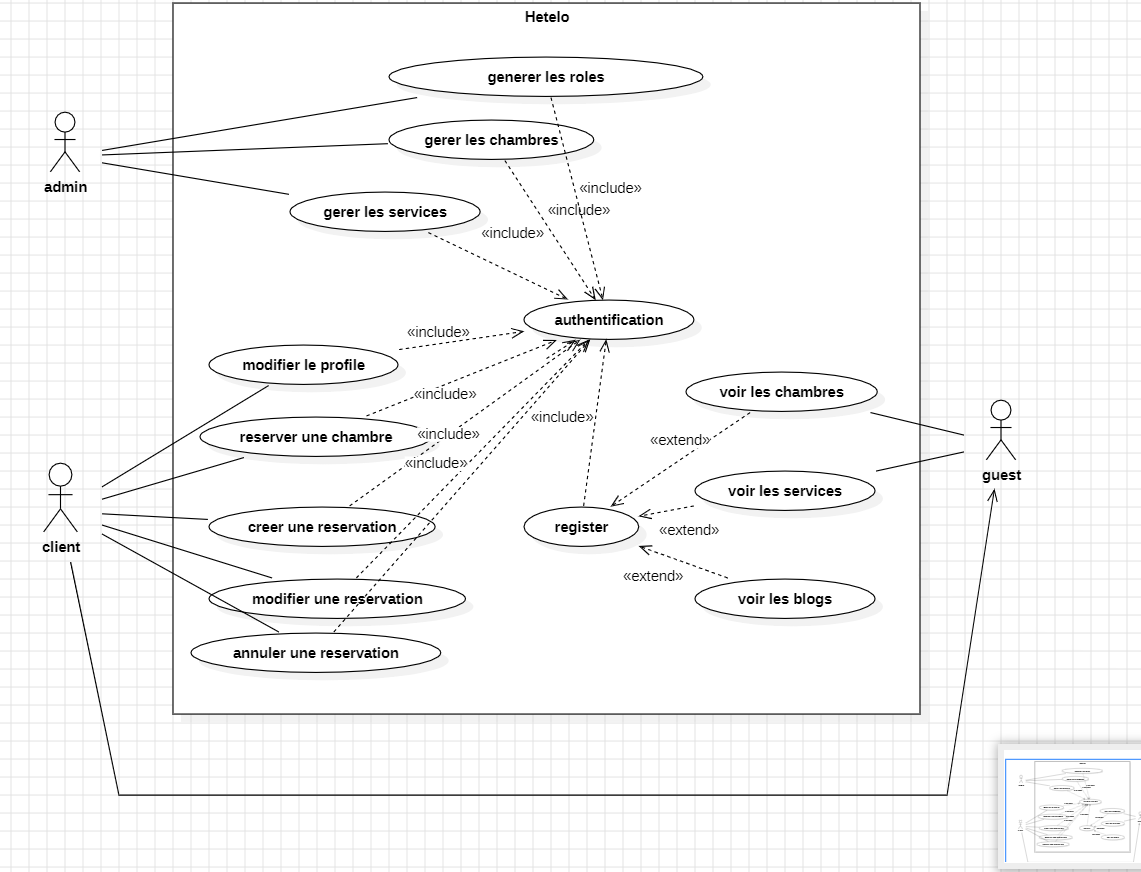 Hetelo
generer les roles
gerer les chambres
admin
«include»
gerer les services
«include»
«include»
authentification
«include»
modifier le profile
voir les chambres
«include»
«include»
reserver une chambre
«include»
«extend»
«include»
guest
voir les services
creer une reservation
register
«extend»
client
«extend»
modifier une reservation
voir les blogs
annuler une reservation